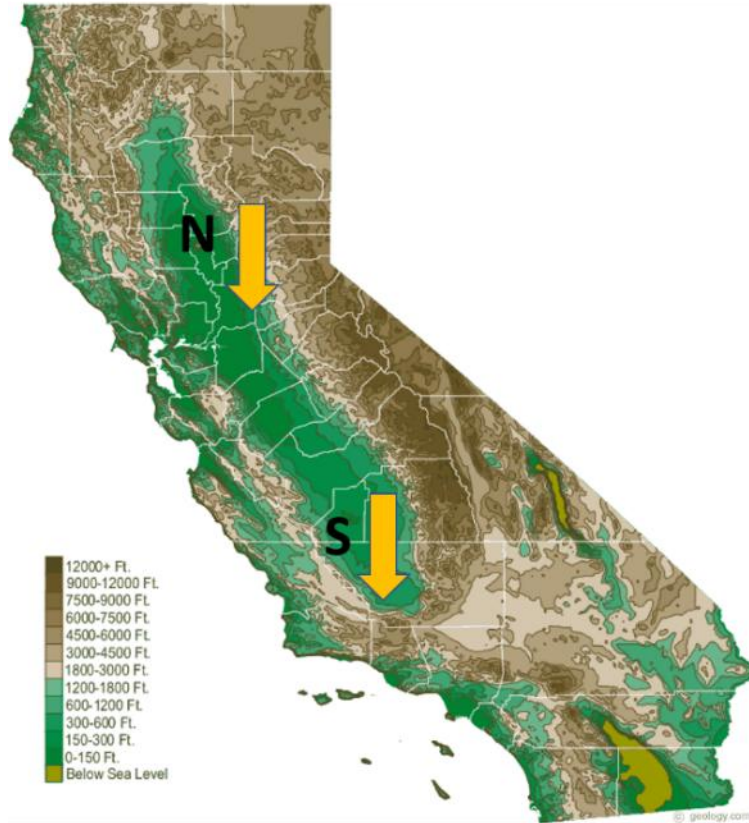 N
S
12000+ Ft.
9000-12000 Ft.
7500-9000 Ft.
6000-7500 Ft.
4500-6000 Ft.
3000-4500 Ft.
1800-3000 Ft.
1200-1800 Ft.
600-1200 Ft.
300-600 Ft.
150-300 Ft.
0-150 Ft.
Below Sea Level
© geology.com